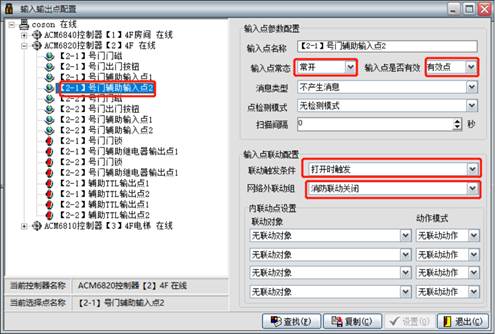 输入输出点配置
coson 在线
ACM6840控制器【1】4F房间 在线
ACM6820控制器【2】4F 在线
【2-1】号门门磁
【2-1】号门出门按钮
【2-1】号门辅助输入点1
【2-1】号门辅助输入点2
【2-2】号门门磁
【2-2】号门出门按钮
【2-2】号门辅助输入点1
【2-2】号门辅助输入点2
【2-1】号门门锁
【2-1】号门辅助继电器输出点1
【2-2】号门门锁
【2-2】号门辅助继电器输出点1
【2-1】辅助TTL输出点1
【2-1】辅助TTL输出点2
【2-2】辅助TTL输出点1
【2-2】辅助TTL输出点2
ACM6810控制器【3】4F电梯 在线
当前控制器名称 ACM6820控制器【2】4F 在线
当前选择点名称 【2-1】号门辅助输入点2
输入点参数配置
输入点名称 【2-1】号门辅助输入点2
输入点常态 常开 输入点是否有效 有效点
消息类型 不产生消息
点检测模式 无检测模式
扫描间隔 0 秒
输入点联动配置
联动触发条件 打开时触发
网络外联动组 消防联动关闭
内联动点设置
联动对象 动作模式
无联动对象 无联动动作
无联动对象 无联动动作
无联动对象 无联动动作
无联动对象 无联动动作
查找(F) 复制(C) 设置(S) 退出(E)